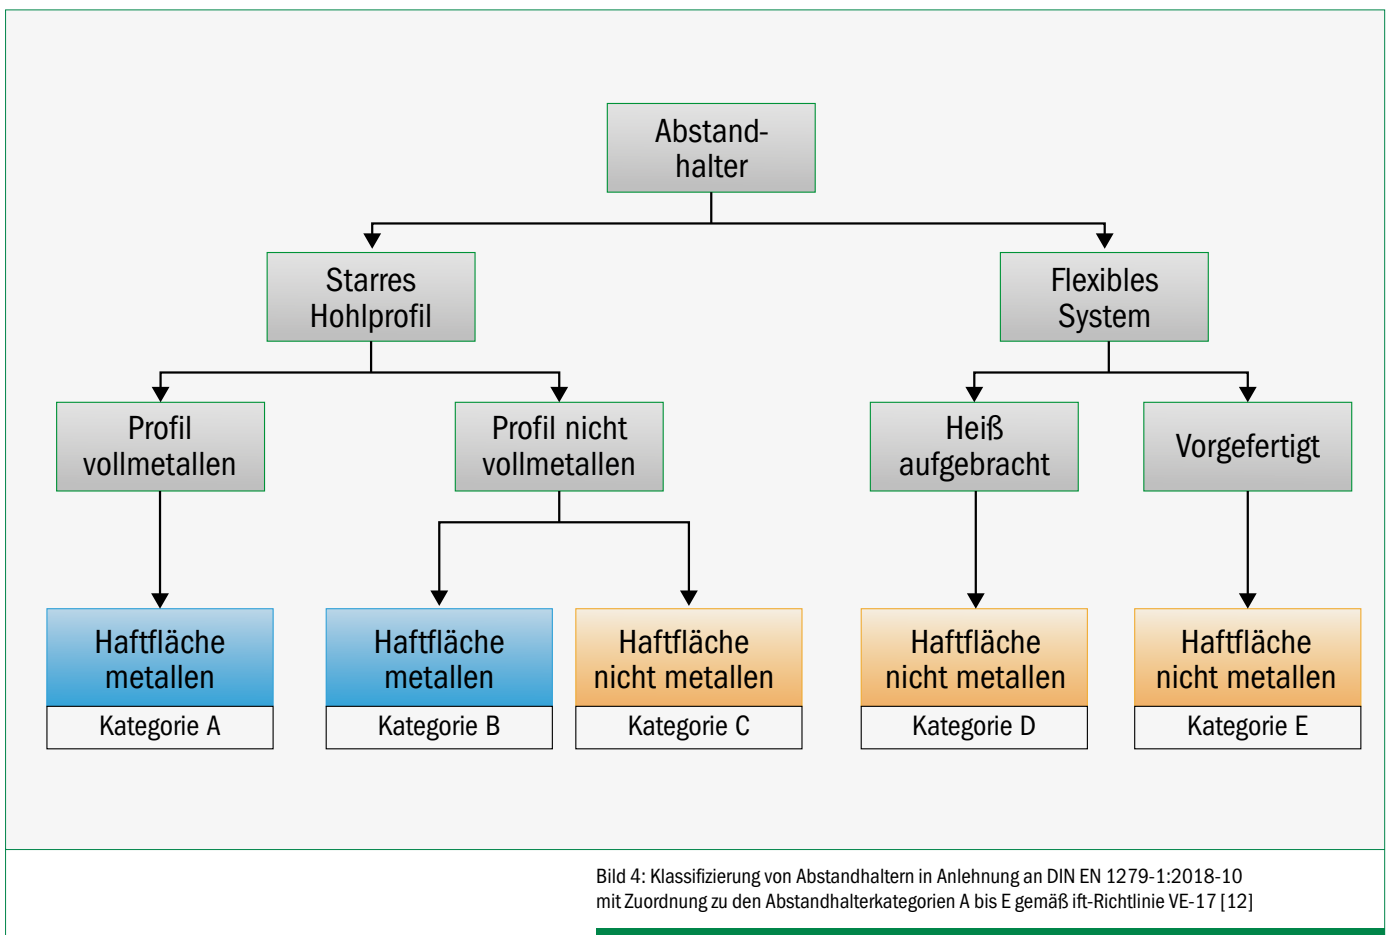 Abstand-
halter
Starres
Hohlprofil
Flexibles
System
Profil
vollmetallen
Profil nicht
vollmetallen
Heiß
aufgebracht
Vorgefertigt
Haftfläche
metallen
Kategorie A
Haftfläche
metallen
Kategorie B
Haftfläche
nicht metallen
Kategorie C
Haftfläche
nicht metallen
Kategorie D
Haftfläche
nicht metallen
Kategorie E
Bild 4: Klassifizierung von Abstandhaltern in Anlehnung an DIN EN 1279-1:2018-10
mit Zuordnung zu den Abstandhalterkategorien A bis E gemäß ift-Richtlinie VE-17 [12]